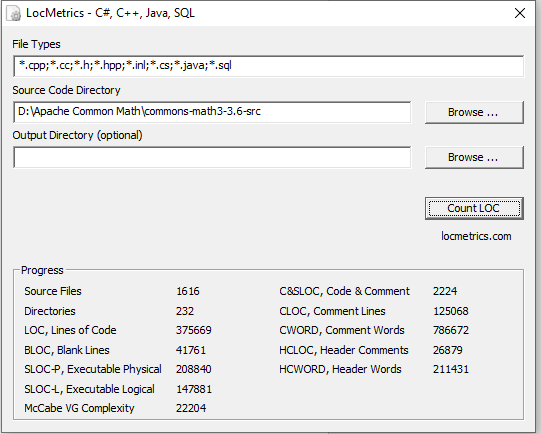 LocMetrics - C#, C++, Java, SQL
File Types
*.cpp;*.cc;*.h;*.hpp;*.inl;*.cs;*.java;*.sql
Source Code Directory
D:\Apache Common Math\commons-math3-3.6-src
Browse ...
Output Directory (optional)
Browse ...
Count LOC
locmetrics.com
Progress
Source Files 1616 C&SLOC, Code & Comment 2224
Directories 232 CLOC, Comment Lines 125068
LOC, Lines of Code 375669 CWORD, Comment Words 786672
BLOC, Blank Lines 41761 HCLOC, Header Comments 26879
SLOC-P, Executable Physical 208840 HCWORD, Header Words 211431
SLOC-L, Executable Logical 147881
McCabe VG Complexity 22204